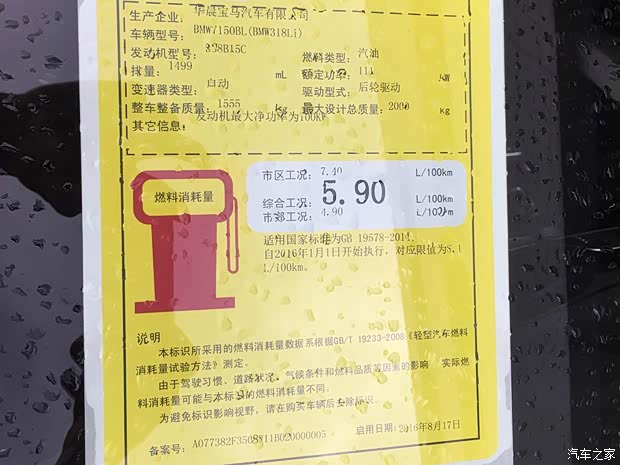 生产企业：华晨宝马汽车有限公司
车辆型号：BMW7150BL(BMW318Li)
发动机型号：B38B15C 燃料类型：汽油
排量：1499 mL 额定功率：111 kW
变速器类型：自动 驱动型式：后轮驱动
整车整备质量：1555 kg 最大设计总质量：2000 kg
其它信息：发动机最大净功率为100kW
燃料消耗量
市区工况：7.40 L/100km
综合工况：5.90 L/100km
市郊工况：4.90 L/100km
适用国家标准为GB 19578-2014，
自2016年1月1日开始执行，对应限值为8.1
L/100km。
说明
本标识所采用的燃料消耗量数据系根据GB/T 19233-2008《轻型汽车燃料
消耗量试验方法》测定。
由于驾驶习惯、道路状况、气候条件和燃料品质等因素的影响 实际燃
料消耗量可能与本标识的燃料消耗量不同。
为避免标识影响视野，请在购买车辆后去除标识。
备案号： 启用日期：2016年8月17日
汽车之家